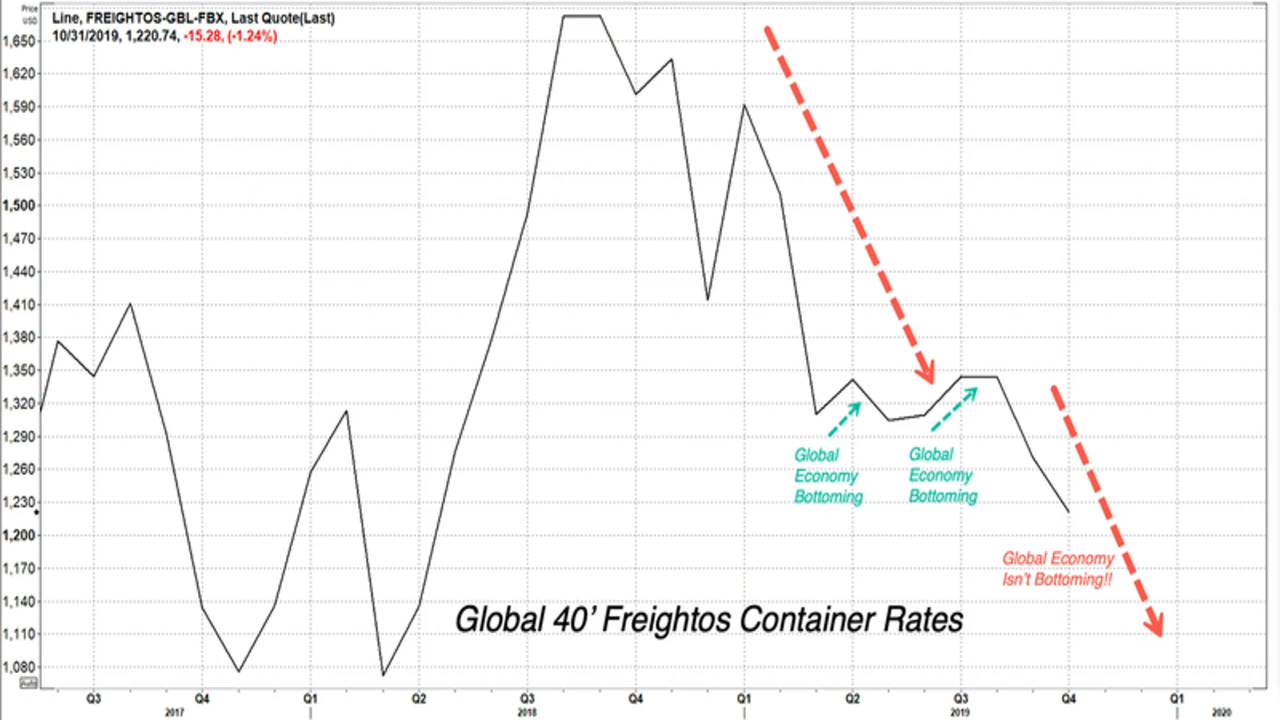 Price
USD
Line, FREIGHTOS-GBL-FBX, Last Quote(Last)
10/31/2019, 1,220.74, -15.28, (-1.24%)
1,650
1,620
1,590
1,560
1,530
1,500
1,470
1,440
1,410
1,380
1,350
1,320
1,290
1,260
1,230
1,200
1,170
1,140
1,110
1,080
Auto
Global
Economy
Bottoming
Global
Economy
Bottoming
Global Economy
Isn't Bottoming!!
Global 40’ Freightos Container Rates
Q3 Q4 Q1 Q2 Q3 Q4 Q1 Q2 Q3 Q4 Q1
2017 2018 2019 2020